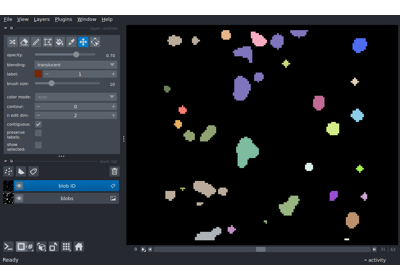 File View Layers Plugins Window Help
opacity: 0.70
blending: translucent
label: 1
brush size: 10
color mode:
contour: 0
n edit dim: 2
contiguous:
preserve labels:
show selected:
blob ID
blobs
Ready
activity